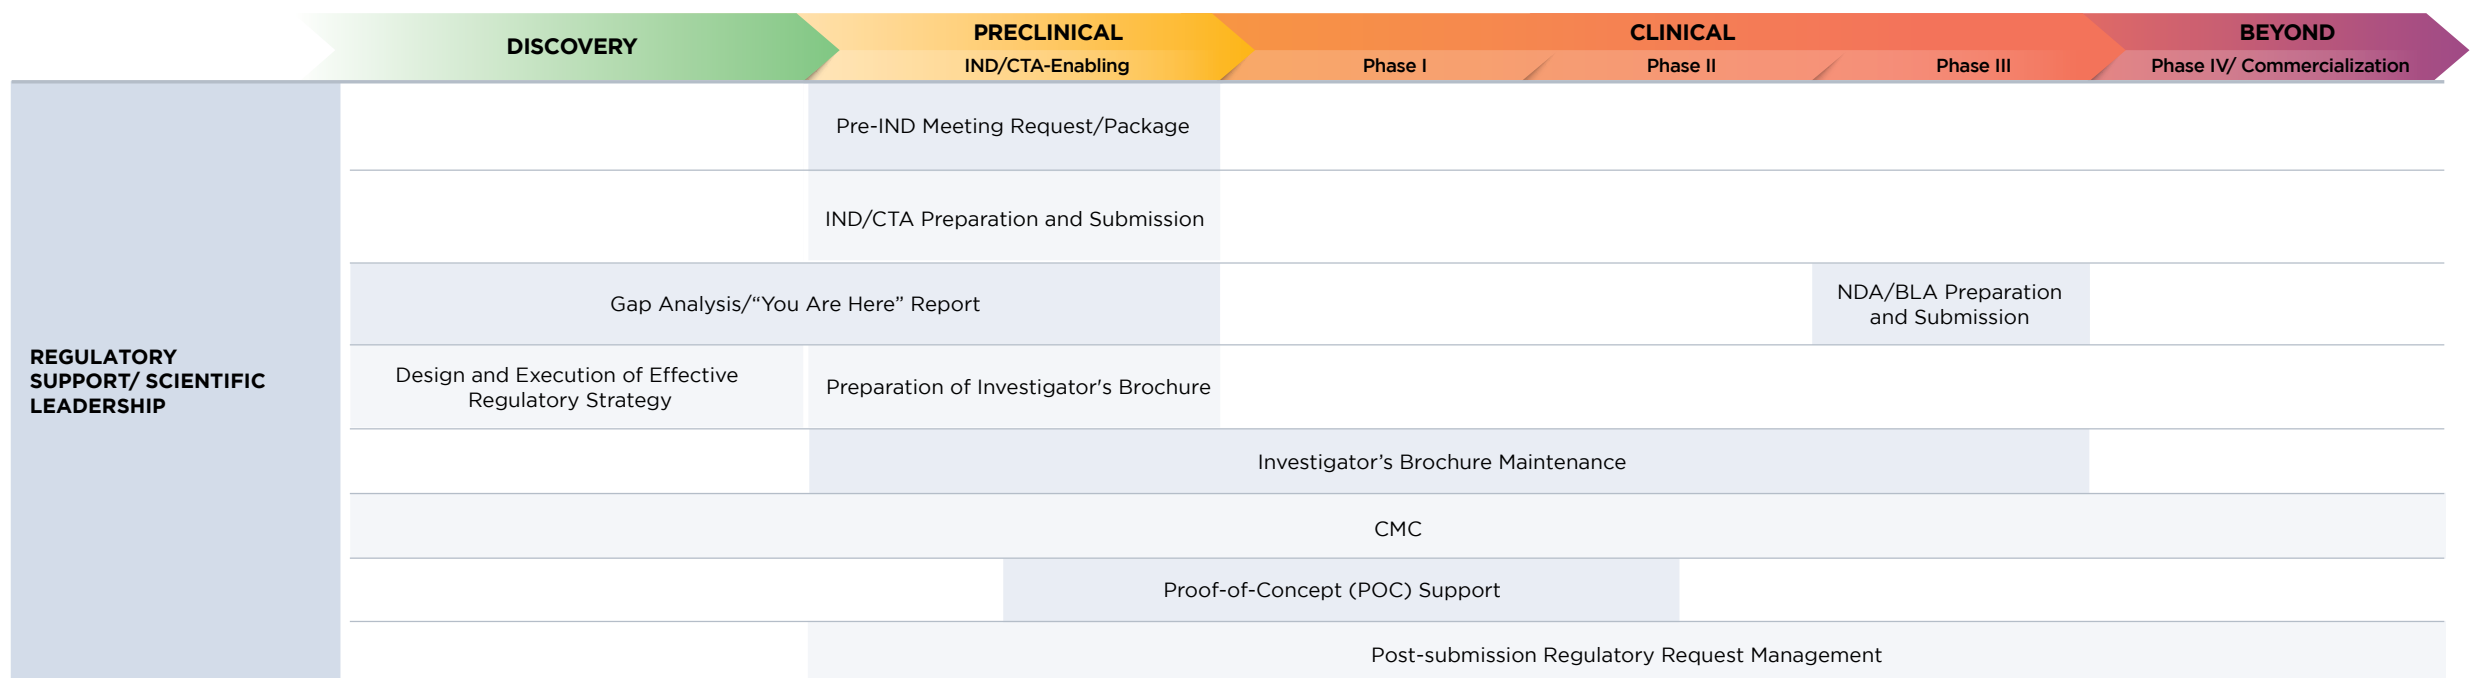 DISCOVERY
PRECLINICAL
IND/CTA-Enabling
CLINICAL
Phase I
Phase II
Phase III
BEYOND
Phase IV/ Commercialization
REGULATORY
SUPPORT/ SCIENTIFIC
LEADERSHIP
Pre-IND Meeting Request/Package
IND/CTA Preparation and Submission
Gap Analysis/“You Are Here” Report
NDA/BLA Preparation
and Submission
Design and Execution of Effective
Regulatory Strategy
Preparation of Investigator's Brochure
Investigator’s Brochure Maintenance
CMC
Proof-of-Concept (POC) Support
Post-submission Regulatory Request Management